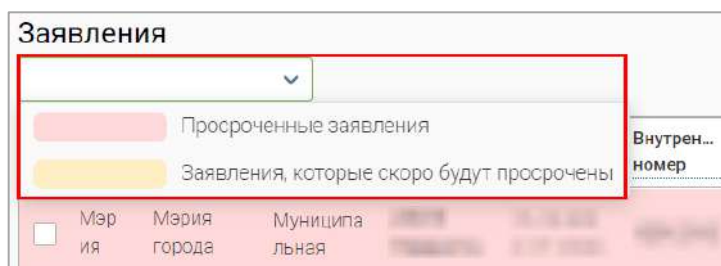 Заявления
Просроченные заявления
Заявления, которые скоро будут просрочены
Внутрен...
номер
Мэр
ия
Мэрия
города
Муниципа
льная